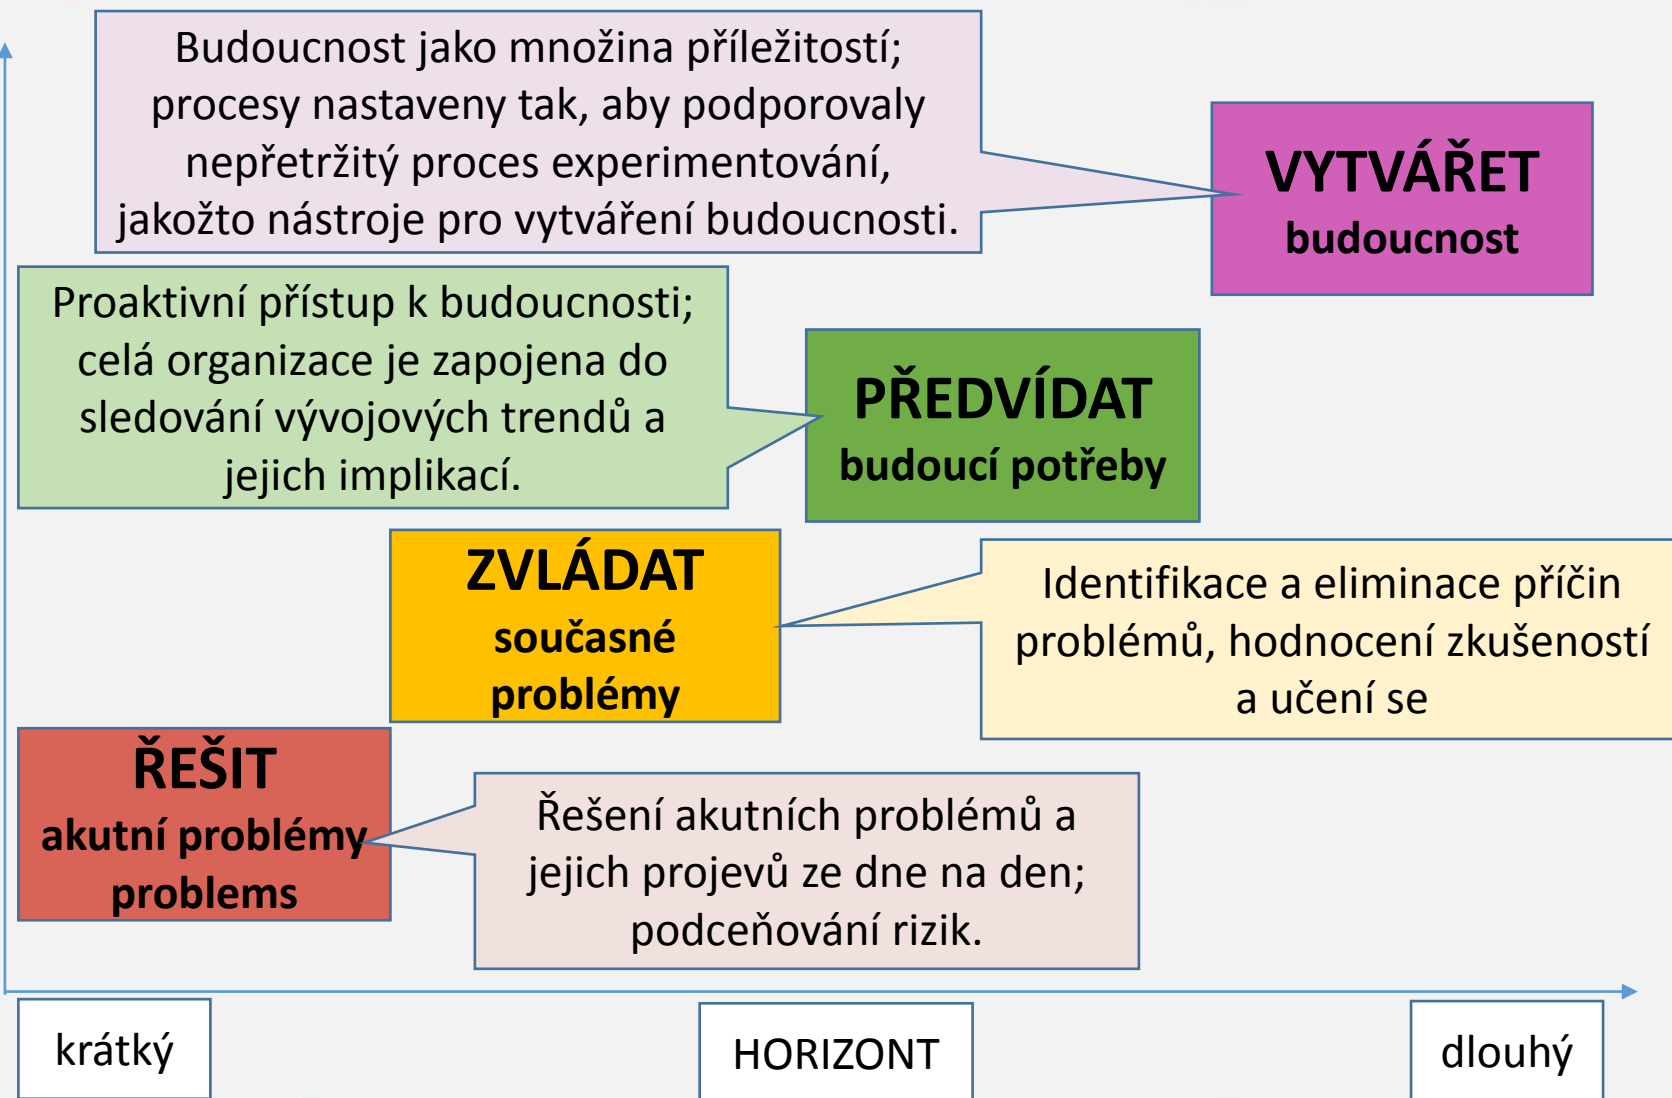 Budoucnost jako množina příležitostí;
procesy nastaveny tak, aby podporovaly
nepřetržitý proces experimentování,
jakožto nástroje pro vytváření budoucnosti.
VYTVÁŘET
budoucnost
Proaktivní přístup k budoucnosti;
celá organizace je zapojena do
sledování vývojových trendů a
jejich implikací.
PŘEDVÍDAT
budoucí potřeby
ZVLÁDAT
současné
problémy
Identifikace a eliminace příčin
problémů, hodnocení zkušeností
a učení se
ŘEŠIT
akutní problémy
problems
Řešení akutních problémů a
jejich projevů ze dne na den;
podceňování rizik.
krátký
HORIZONT
dlouhý